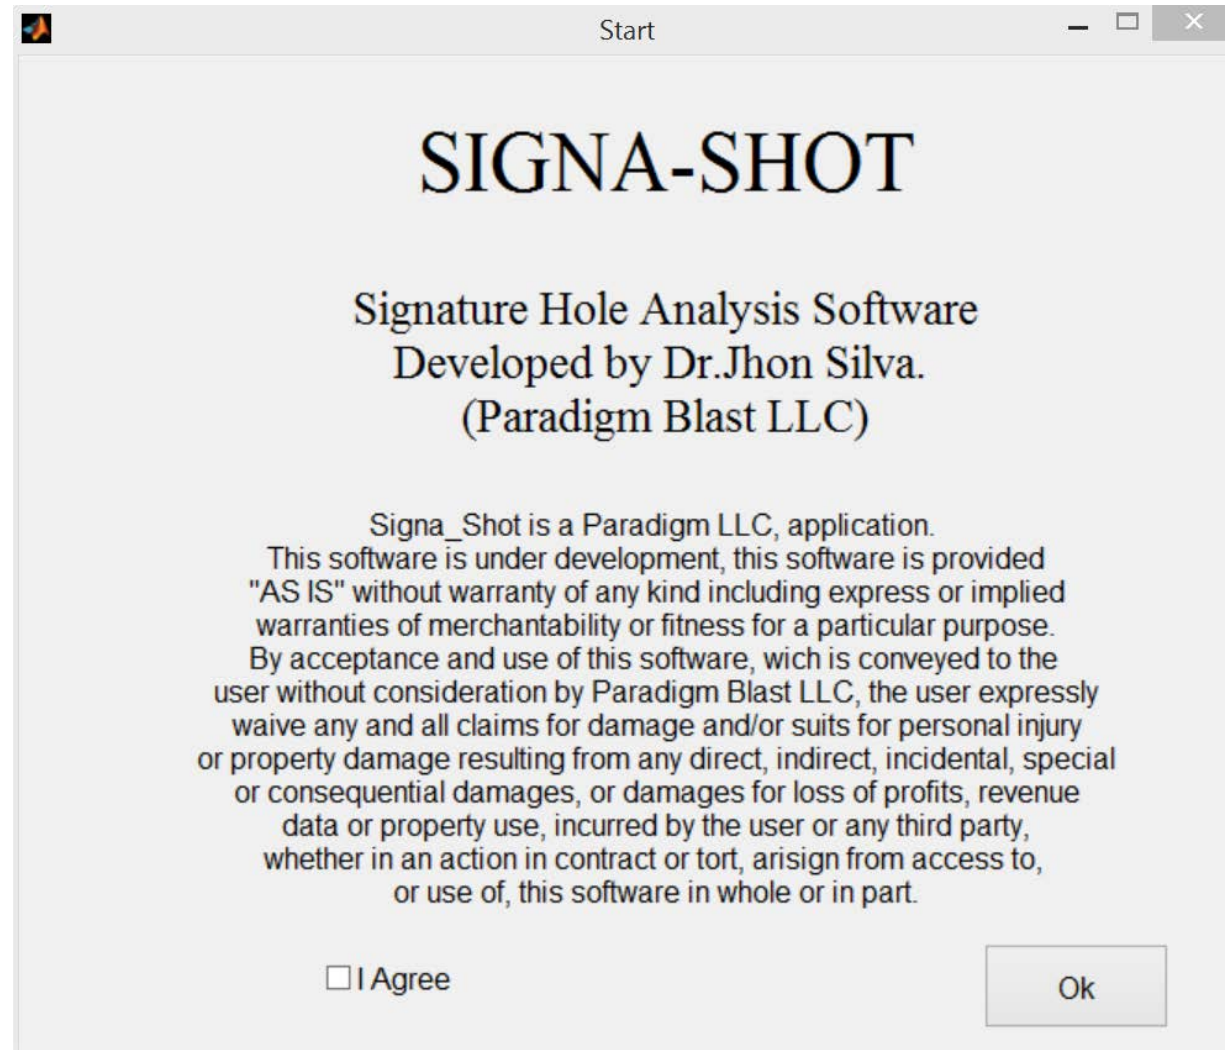 Start
SIGNA-SHOT
Signature Hole Analysis Software
Developed by Dr.Jhon Silva.
(Paradigm Blast LLC)
Signa_Shot is a Paradigm LLC, application.
This software is under development, this software is provided
"AS IS" without warranty of any kind including express or implied
warranties of merchantability or fitness for a particular purpose.
By acceptance and use of this software, wich is conveyed to the
user without consideration by Paradigm Blast LLC, the user expressly
waive any and all claims for damage and/or suits for personal injury
or property damage resulting from any direct, indirect, incidental, special
or consequential damages, or damages for loss of profits, revenue
data or property use, incurred by the user or any third party,
whether in an action in contract or tort, arisign from access to,
or use of, this software in whole or in part.
I Agree
Ok